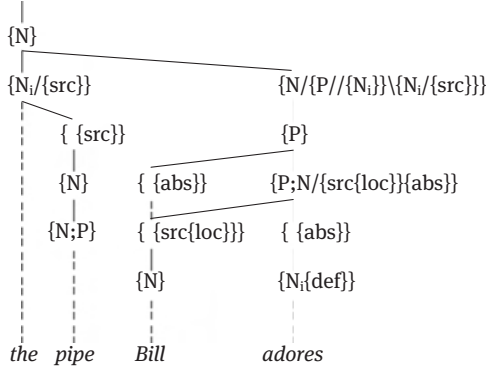 {N}
{Nᵢ/{src}} {N/{P//{Nᵢ}}\{Nᵢ/{src}}}
{ {src}} {P}
{N} { {abs}} {P;N/{src{loc}}{abs}}
{N;P} { {src{loc}}} { {abs}}
{N} {Nᵢ{def}}
the pipe Bill adores